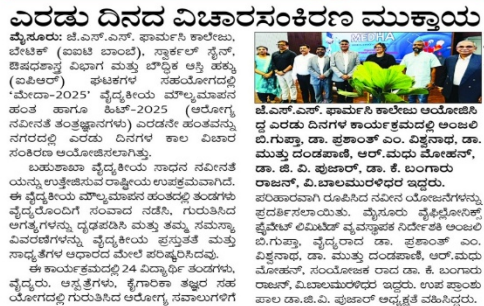 ಎರಡು ದಿನದ ವಿಚಾರಸಂಕಿರಣ ಮುಕ್ತಾಯ
ಮೈಸೂರು: ಜೆ.ಎಸ್.ಎಸ್. ಫಾರ್ಮಸಿ ಕಾಲೇಜು,
ಬೇಟಿಕ್ (ಐಐಟಿ ಬಾಂಬೆ), ಸ್ಪಾರ್ಕಲ್ ಸೈನ್,
ಔಷಧಶಾಸ್ತ್ರ ವಿಭಾಗ ಮತ್ತು ಬೌದ್ಧಿಕ ಆಸ್ತಿ ಹಕ್ಕು
(ಐಪಿಆರ್) ಘಟಕಗಳ ಸಹಯೋಗದಲ್ಲಿ
'ಮೇದಾ-2025' ವೈದ್ಯಕೀಯ ಮೌಲ್ಯಮಾಪನ
ಹಂತ ಹಾಗೂ ಹಿಟ್-2025 (ಆರೋಗ್ಯ
ನವೀನತೆ ತಂತ್ರಜ್ಞಾನಗಳು) ಎರಡನೇ ಹಂತವನ್ನು
ನಗರದಲ್ಲಿ ಎರಡು ದಿನಗಳ ಕಾಲ ವಿಚಾರ
ಸಂಕಿರಣ ಆಯೋಜಿಸಲಾಗಿತ್ತು.
ಬಹುಶಾಖಾ ವೈದ್ಯಕೀಯ ಸಾಧನ ನವೀನತೆ
ಯನ್ನು ಉತ್ತೇಜಿಸುವ ರಾಷ್ಟ್ರೀಯ ಉಪಕ್ರಮವಾಗಿದೆ.
ಈ ವೈದ್ಯಕೀಯ ಮೌಲ್ಯಮಾಪನ ಹಂತದಲ್ಲಿ ತಂಡಗಳು
ವೈದ್ಯರೊಂದಿಗೆ ಸಂವಾದ ನಡೆಸಿ, ಗುರುತಿಸಿದ
ಅಗತ್ಯಗಳನ್ನು ದೃಢಪಡಿಸಿ ಮತ್ತು ತಮ್ಮ ಸಮಸ್ಯಾ
ವಿವರಣೆಗಳನ್ನು ವೈದ್ಯಕೀಯ ಪ್ರಸ್ತುತತೆ ಮತ್ತು
ಸಾಧ್ಯತೆಗಳ ಆಧಾರದ ಮೇಲೆ ಪರಿಷ್ಕರಿಸಿದವು.
ಈ ಕಾರ್ಯಕ್ರಮದಲ್ಲಿ 24 ವಿದ್ಯಾರ್ಥಿ ತಂಡಗಳು,
ವೈದ್ಯರು. ಆಸ್ಪತ್ರೆಗಳು, ಕೈಗಾರಿಕಾ ತಜ್ಞರ ಸಹ
ಯೋಗದಲ್ಲಿ ಗುರುತಿಸಿದ ಆರೋಗ್ಯ ಸವಾಲುಗಳಿಗೆ
MEDHA
ಜೆ.ಎಸ್.ಎಸ್. ಫಾರ್ಮಸಿ ಕಾಲೇಜು ಆಯೋಜಿಸಿ
ದ್ದ ಎರಡು ದಿನಗಳ ಕಾರ್ಯಕ್ರಮದಲ್ಲಿ ಅಂಜಲಿ
ಬಿ.ಗುಪ್ತಾ, ಡಾ. ಪ್ರಶಾಂತ್ ಎಂ. ವಿಶ್ವನಾಥ, ಡಾ.
ಮುತ್ತು ದಂಡಪಾಣಿ, ಆರ್.ಮಧು ಮೋಹನ್,
ಡಾ. ಜಿ. ವಿ. ಪುಜಾರ್, ಡಾ. ಕೆ. ಬಂಗಾರು
ರಾಜನ್, ವಿ.ಬಾಲಮುರಳಿಧರ ಇದ್ದರು.
ಪರಿಹಾರವಾಗಿ ರೂಪಿಸಿದ ನವೀನ ಯೋಜನೆಗಳನ್ನು
ಪ್ರದರ್ಶಿಸಲಾಯಿತು. ಮೈಸೂರು ವೈಫಿಲ್ಸೋನಿಕ್ಸ್
ಪ್ರೈವೇಟ್ ಲಿಮಿಟೆಡ್ ವ್ಯವಸ್ಥಾಪಕ ನಿರ್ದೇಶಕಿ ಅಂಜಲಿ
ಬಿ.ಗುಪ್ತಾ, ವೈದ್ಯರಾದ ಡಾ. ಪ್ರಶಾಂತ್ ಎಂ.
ವಿಶ್ವನಾಥ, ಡಾ. ಮುತ್ತು ದಂಡಪಾಣಿ, ಆರ್.ಮಧು
ಮೋಹನ್, ಸಂಯೋಜಕ ರಾದ ಡಾ. ಕೆ. ಬಂಗಾರು
ರಾಜನ್, ವಿ.ಬಾಲಮುರಳಿಧರ ಇದ್ದರು. ಉಪ ಪ್ರಾಂಶು
ಪಾಲ ಡಾ.ಜಿ.ವಿ. ಪುಜಾರ್ ಅಧ್ಯಕ್ಷತೆ ವಹಿಸಿದ್ದರು.